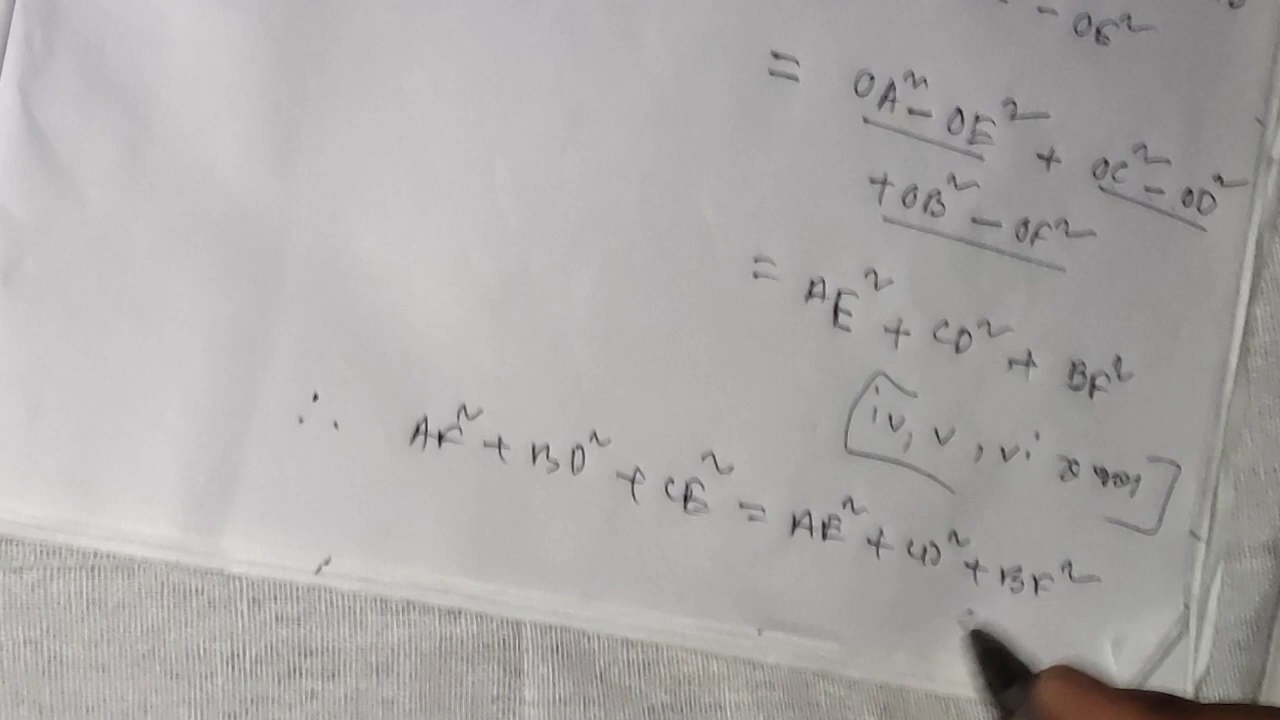 - OE²
= OA² - OE² + OC² - OD²
+ OB² - OF²
= AE² + CD² + BF²
[iv, v, vi
∴ AF² + BD² + CE² = AE² + CD² + BF²